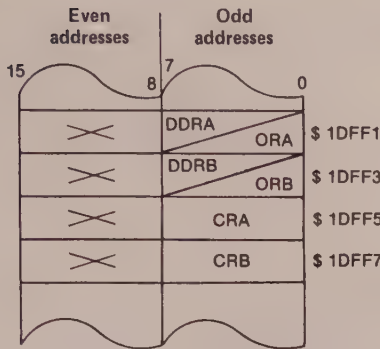 Even addresses
Odd addresses
15
8
7
0
DDRA
ORA
$ 1DFF1
DDRB
ORB
$ 1DFF3
CRA
$ 1DFF5
CRB
$ 1DFF7